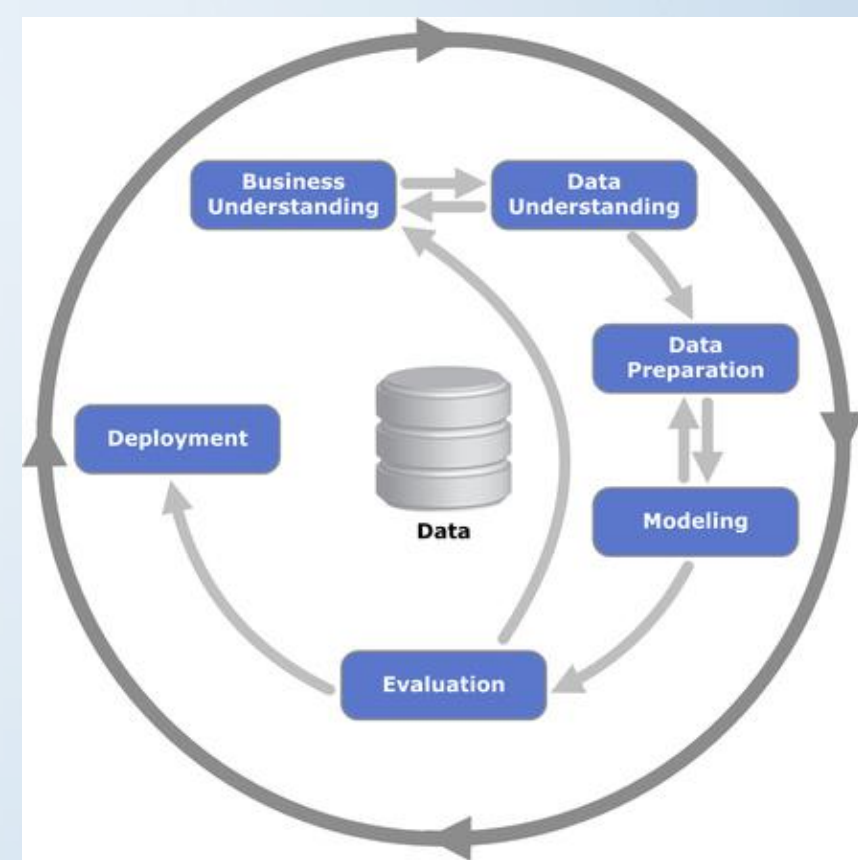 Business
Understanding
Data
Understanding
Data
Preparation
Deployment
Modeling
Data
Evaluation